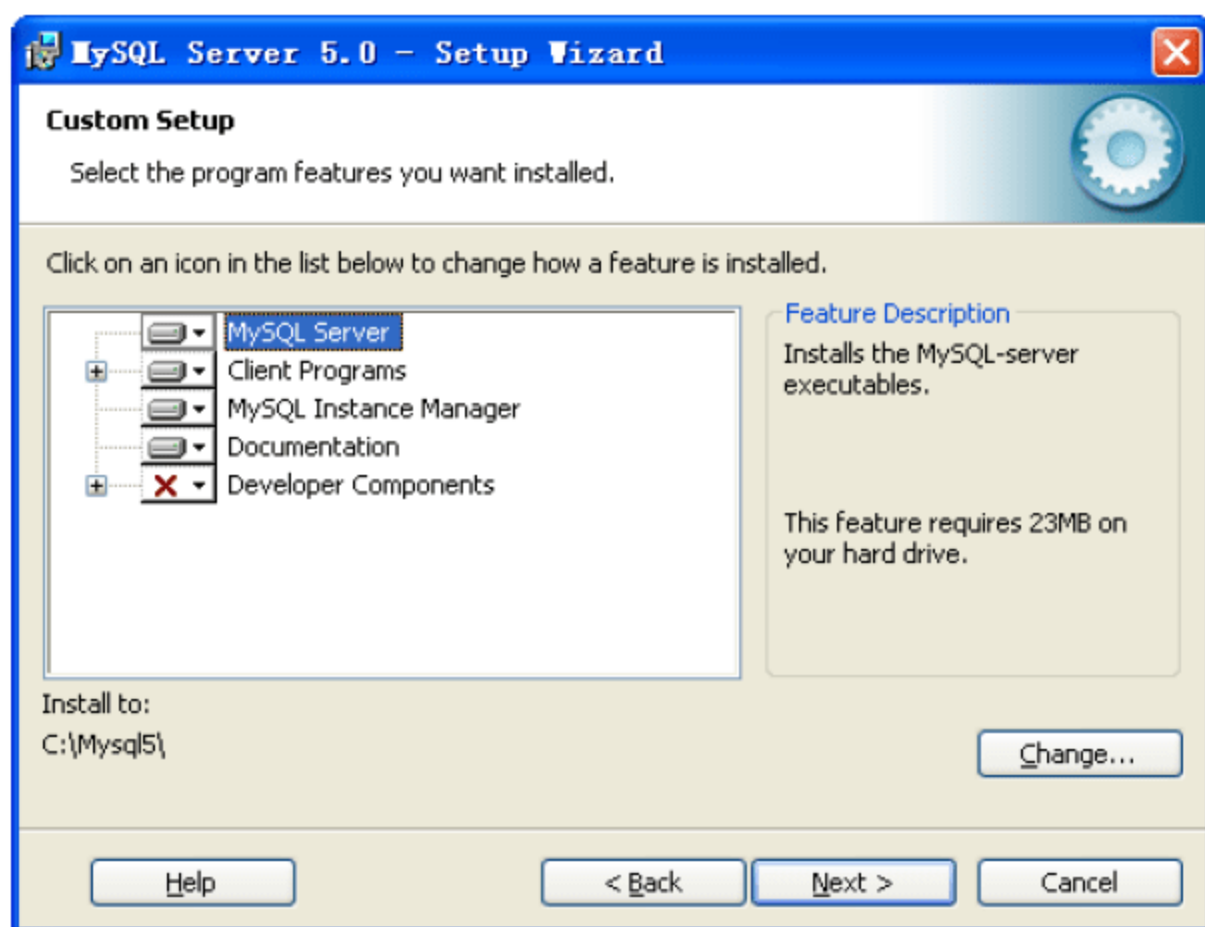 MySQL Server 5.0 - Setup Wizard
Custom Setup
Select the program features you want installed.
Click on an icon in the list below to change how a feature is installed.
MySQL Server
Client Programs
MySQL Instance Manager
Documentation
Developer Components
Feature Description
Installs the MySQL-server
executables.
This feature requires 23MB on
your hard drive.
Install to:
C:\Mysql5\
Change...
Help
< Back
Next >
Cancel